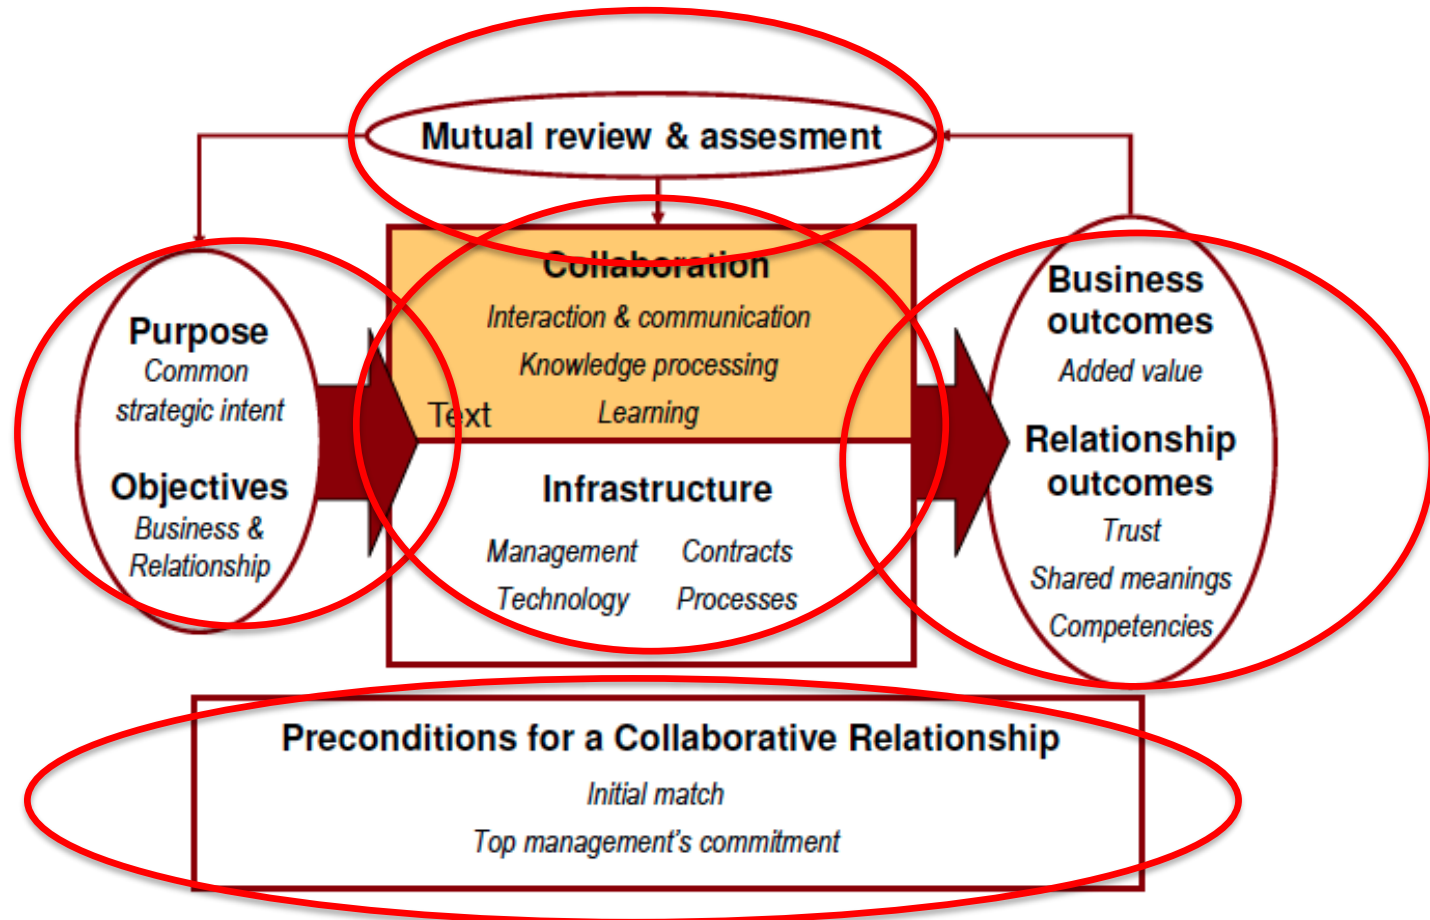 Mutual review & assesment
Purpose
Common
strategic intent
Objectives
Business &
Relationship
Collaboration
Interaction & communication
Knowledge processing
Learning
Text
Infrastructure
Management Contracts
Technology Processes
Business
outcomes
Added value
Relationship
outcomes
Trust
Shared meanings
Competencies
Preconditions for a Collaborative Relationship
Initial match
Top management's commitment